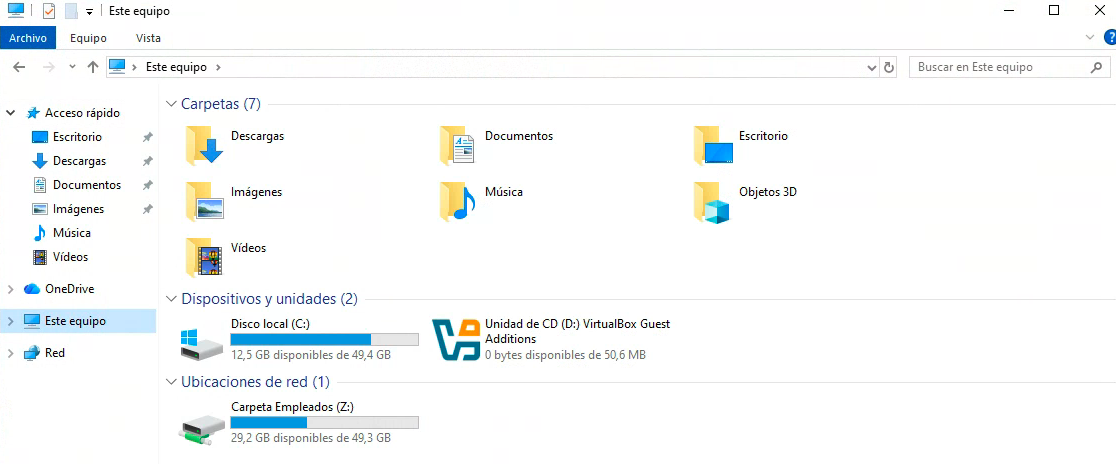 Este equipo
Archivo Equipo Vista
Este equipo
Buscar en Este equipo
Acceso rápido
Escritorio
Descargas
Documentos
Imágenes
Música
Vídeos
OneDrive
Este equipo
Red
Carpetas (7)
Descargas
Documentos
Escritorio
Imágenes
Música
Objetos 3D
Vídeos
Dispositivos y unidades (2)
Disco local (C:)
12,5 GB disponibles de 49,4 GB
Unidad de CD (D:) VirtualBox Guest
Additions
0 bytes disponibles de 50,6 MB
Ubicaciones de red (1)
Carpeta Empleados (Z:)
29,2 GB disponibles de 49,3 GB